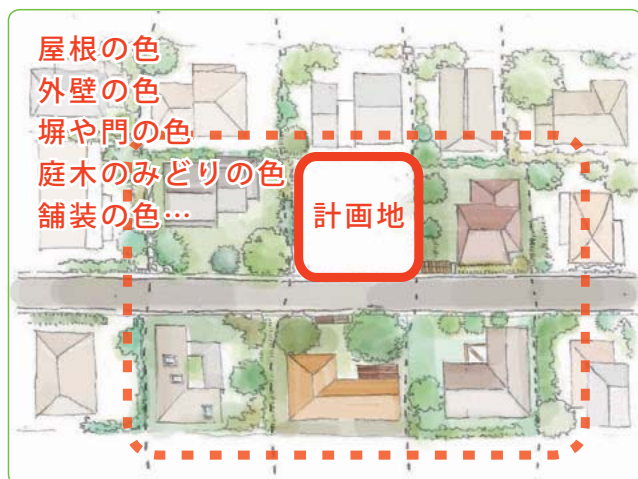 屋根の色
外壁の色
塀や門の色
庭木のみどりの色
舗装の色…
計画地